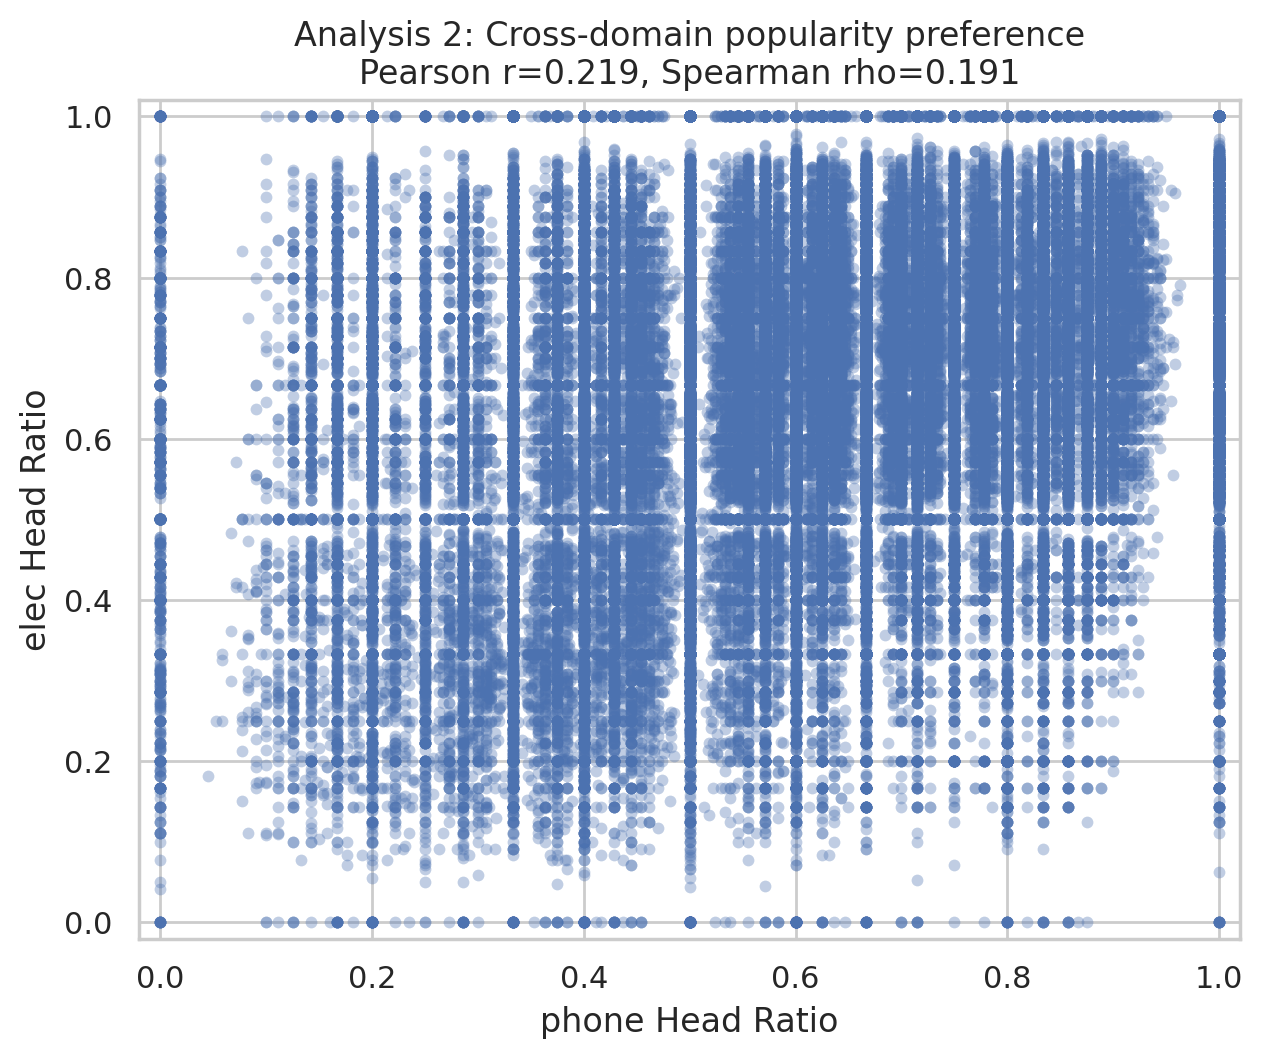 Analysis 2: Cross-domain popularity preference
Pearson r=0.219, Spearman rho=0.191
1.0
0.8
0.6
0.4
0.2
0.0
elec Head Ratio
0.0 0.2 0.4 0.6 0.8 1.0
phone Head Ratio